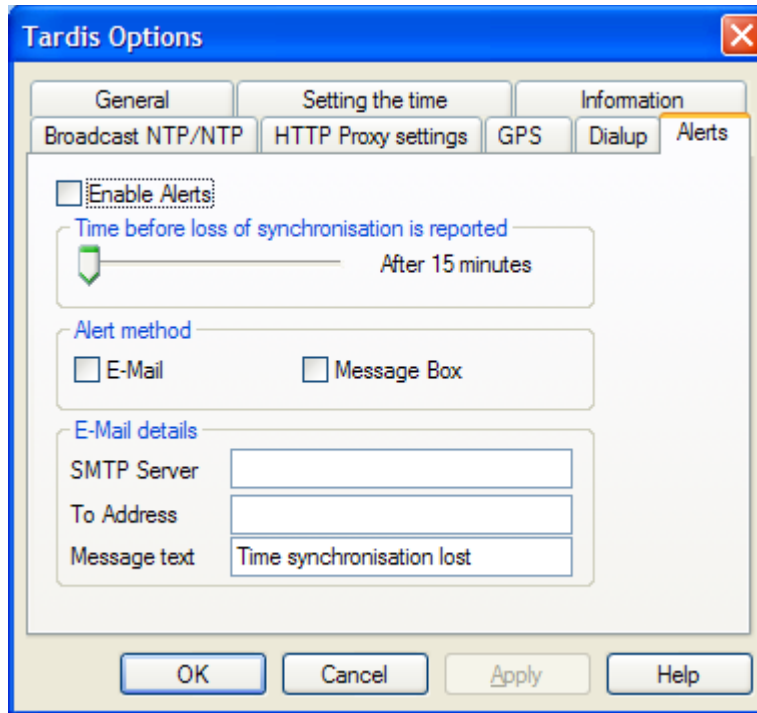 Tardis Options
General Setting the time Information
Broadcast NTP/NTP HTTP Proxy settings GPS Dialup Alerts
Enable Alerts
Time before loss of synchronisation is reported
After 15 minutes
Alert method
E-Mail Message Box
E-Mail details
SMTP Server
To Address
Message text Time synchronisation lost
OK Cancel Apply Help